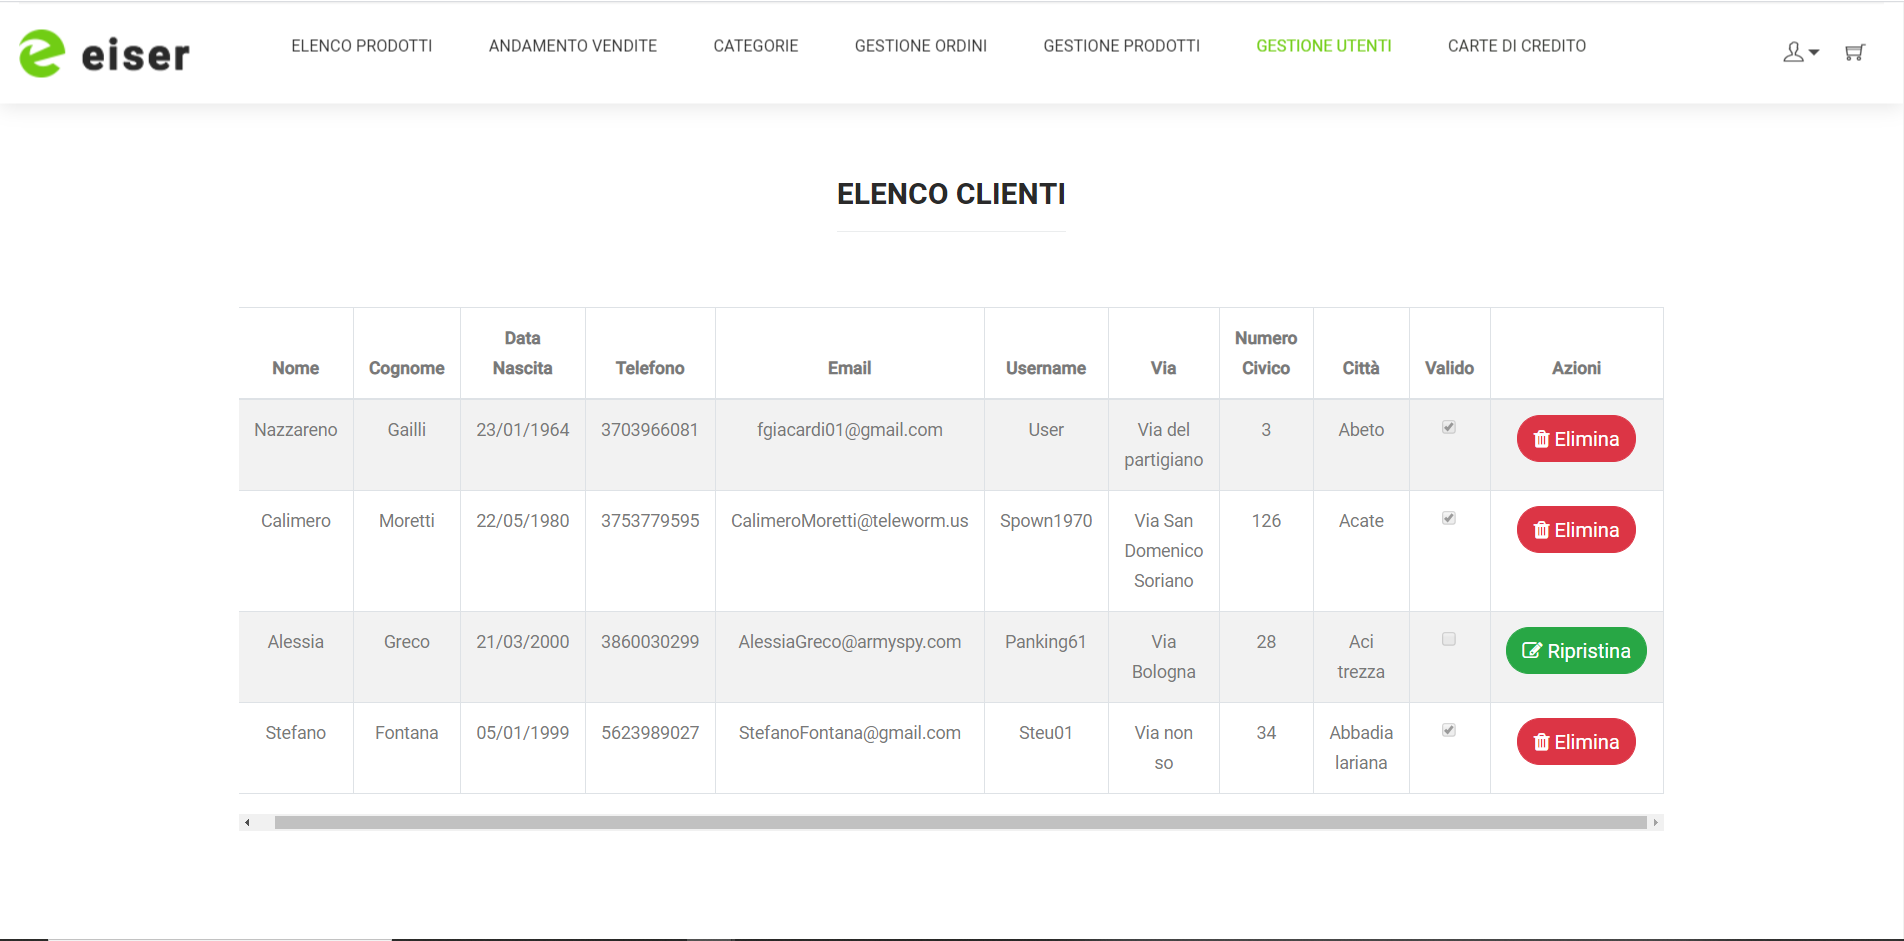 eiser
ELENCO PRODOTTI ANDAMENTO VENDITE CATEGORIE GESTIONE ORDINI GESTIONE PRODOTTI GESTIONE UTENTI CARTE DI CREDITO
ELENCO CLIENTI
Nome Cognome Data Nascita Telefono Email Username Via Numero Civico Città Valido Azioni
Nazzareno Gailli 23/01/1964 3703966081 fgiacardi01@gmail.com User Via del partigiano 3 Abeto Elimina
Calimero Moretti 22/05/1980 3753779595 CalimeroMoretti@teleworm.us Spown1970 Via San Domenico Soriano 126 Acate Elimina
Alessia Greco 21/03/2000 3860030299 AlessiaGreco@armyspy.com Panking61 Via Bologna 28 Aci trezza Ripristina
Stefano Fontana 05/01/1999 5623989027 StefanoFontana@gmail.com Steu01 Via non so 34 Abbadia lariana Elimina